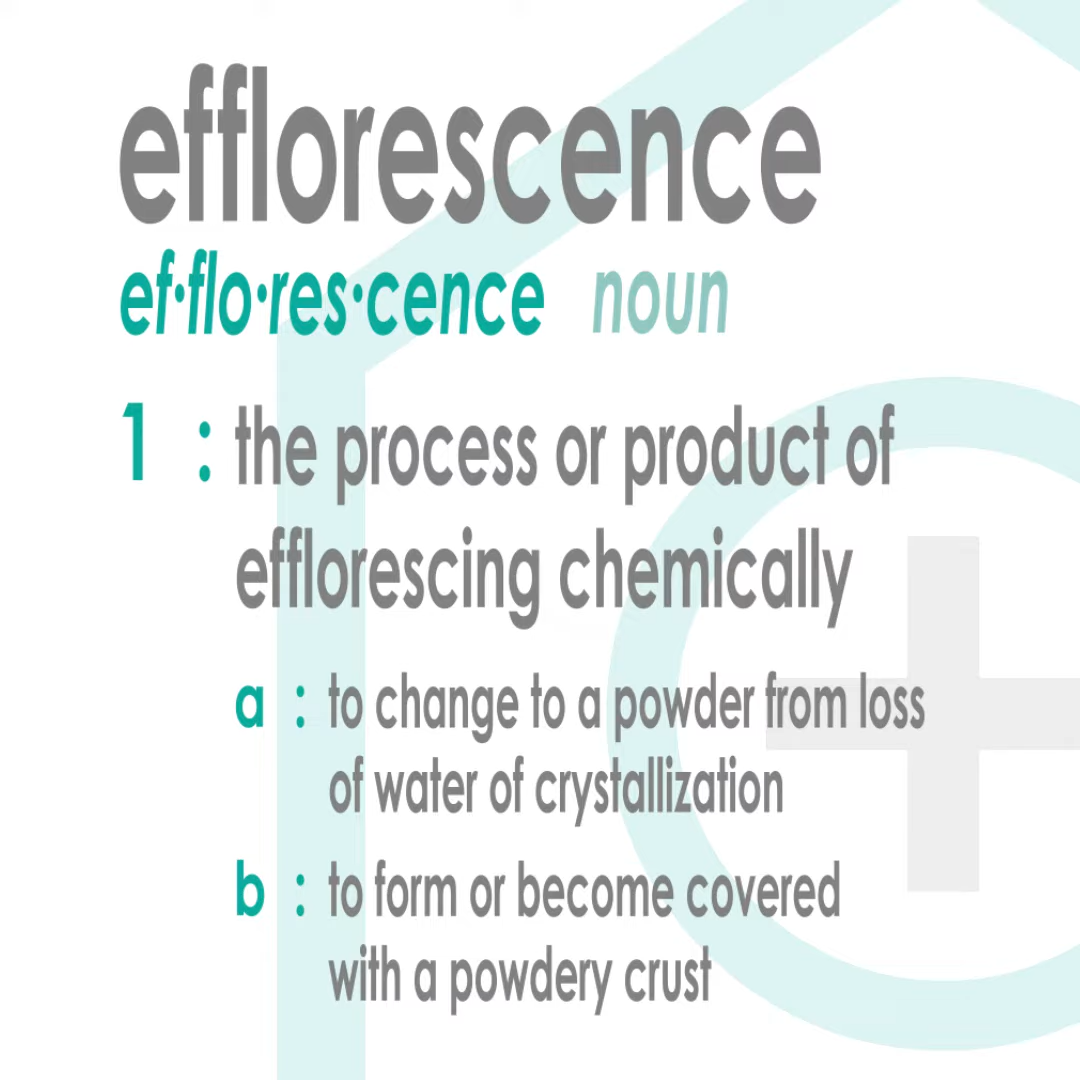 efflorescence
ef·flo·res·cence noun
1 : the process or product of
efflorescing chemically
a : to change to a powder from loss
of water of crystallization
b : to form or become covered
with a powdery crust